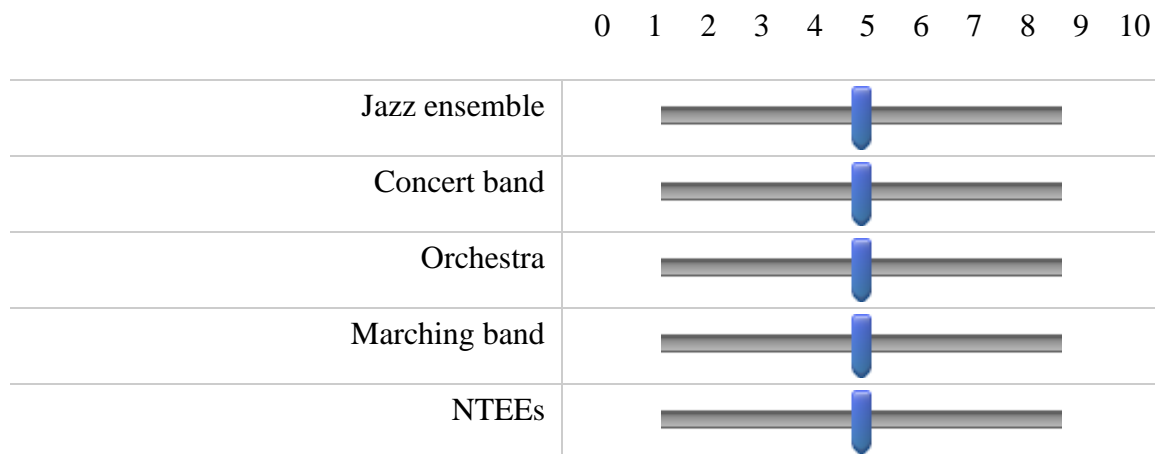 0 1 2 3 4 5 6 7 8 9 10
Jazz ensemble
Concert band
Orchestra
Marching band
NTEEs